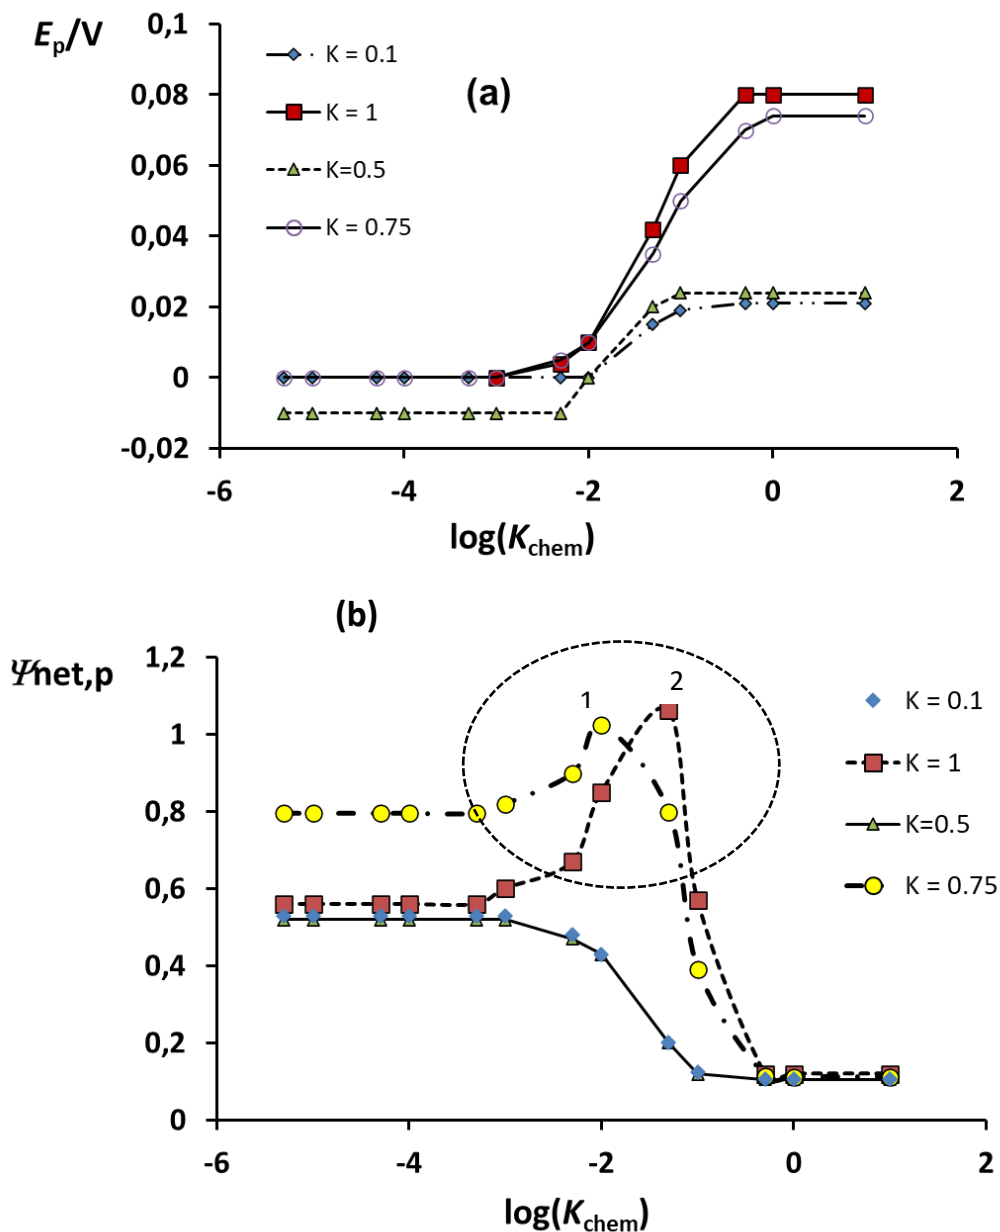 Ep/V
(a)
K = 0.1
K = 1
K=0.5
K = 0.75
0,1
0,08
0,06
0,04
0,02
0
-0,02
-6 -4 -2 0 2
log(Kchem)
(b)
Ψnet,p
1,2
1
0,8
0,6
0,4
0,2
0
1 2
K = 0.1
K = 1
K=0.5
K = 0.75
-6 -4 -2 0 2
log(Kchem)